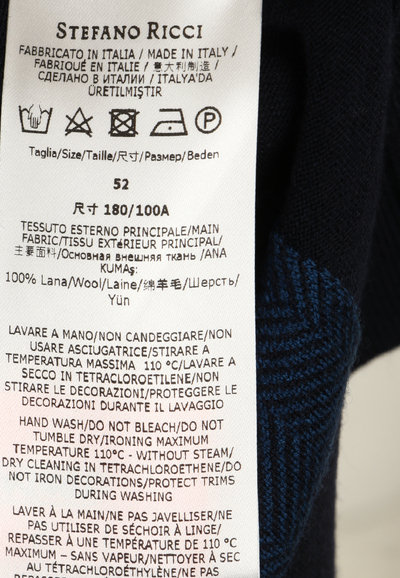 STEFANO RICCI
FABBRICATO IN ITALIA / MADE IN ITALY /
FABRIQUÉ EN ITALIE / 意大利制造 /
СДЕЛАНО В ИТАЛИИ / İTALYA'DA
ÜRETİLMİŞTİR
P
Taglia/Size/Taille/尺寸/Размер/Beden
52
尺寸 180/100A
TESSUTO ESTERNO PRINCIPALE/MAIN
FABRIC/TISSU EXTéRIEUR PRINCIPAL/
主要面料/Основная внешняя ткань /ANA
KUMAş:
100% Lana/Wool/Laine/绵羊毛/Шерсть/
Yün
LAVARE A MANO/NON CANDEGGIARE/NON
USARE ASCIUGATRICE/STIRARE A
TEMPERATURA MASSIMA 110 °C/LAVARE A
SECCO IN TETRACLOROETILENE/NON
STIRARE LE DECORAZIONI/PROTEGGERE LE
DECORAZIONI DURANTE IL LAVAGGIO
HAND WASH/DO NOT BLEACH/DO NOT
TUMBLE DRY/IRONING MAXIMUM
TEMPERATURE 110°C - WITHOUT STEAM/
DRY CLEANING IN TETRACHLOROETHENE/DO
NOT IRON DECORATIONS/PROTECT TRIMS
DURING WASHING
LAVER À LA MAIN/NE PAS JAVELLISER/NE
PAS UTILISER DE SÉCHOIR À LINGE/
REPASSER À UNE TEMPÉRATURE DE 110 °C
MAXIMUM – SANS VAPEUR/NETTOYER À SEC
AU TÉTRACHLOROÉTHYLÈNE/NE PAS